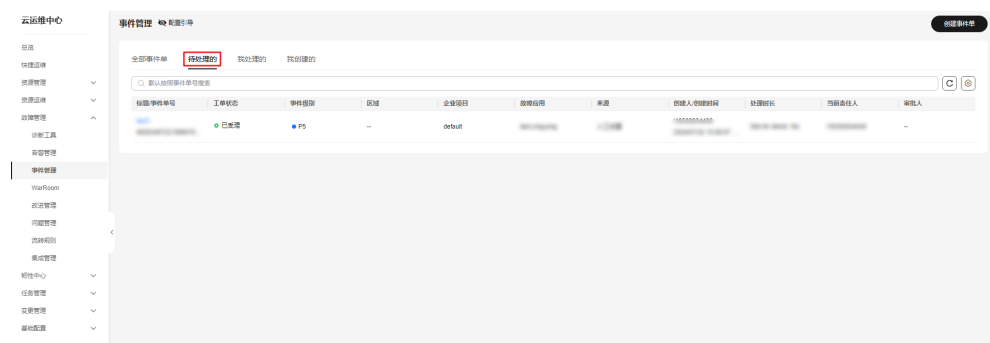 云运维中心
事件管理 配置引导
创建事件单
总览
快捷运维
资源管理
资源运维
故障管理
诊断工具
告警管理
事件管理
WarRoom
改进管理
问题管理
流转规则
集成管理
韧性中心
任务管理
变更管理
基础配置
全部事件单 待处理的 我处理的 我创建的
默认按照事件单号搜索
标题/事件单号 工单状态 事件级别 区域 企业项目 故障应用 来源 创建人/创建时间 处理时长 当前责任人 审批人
已受理 P5 -- default --